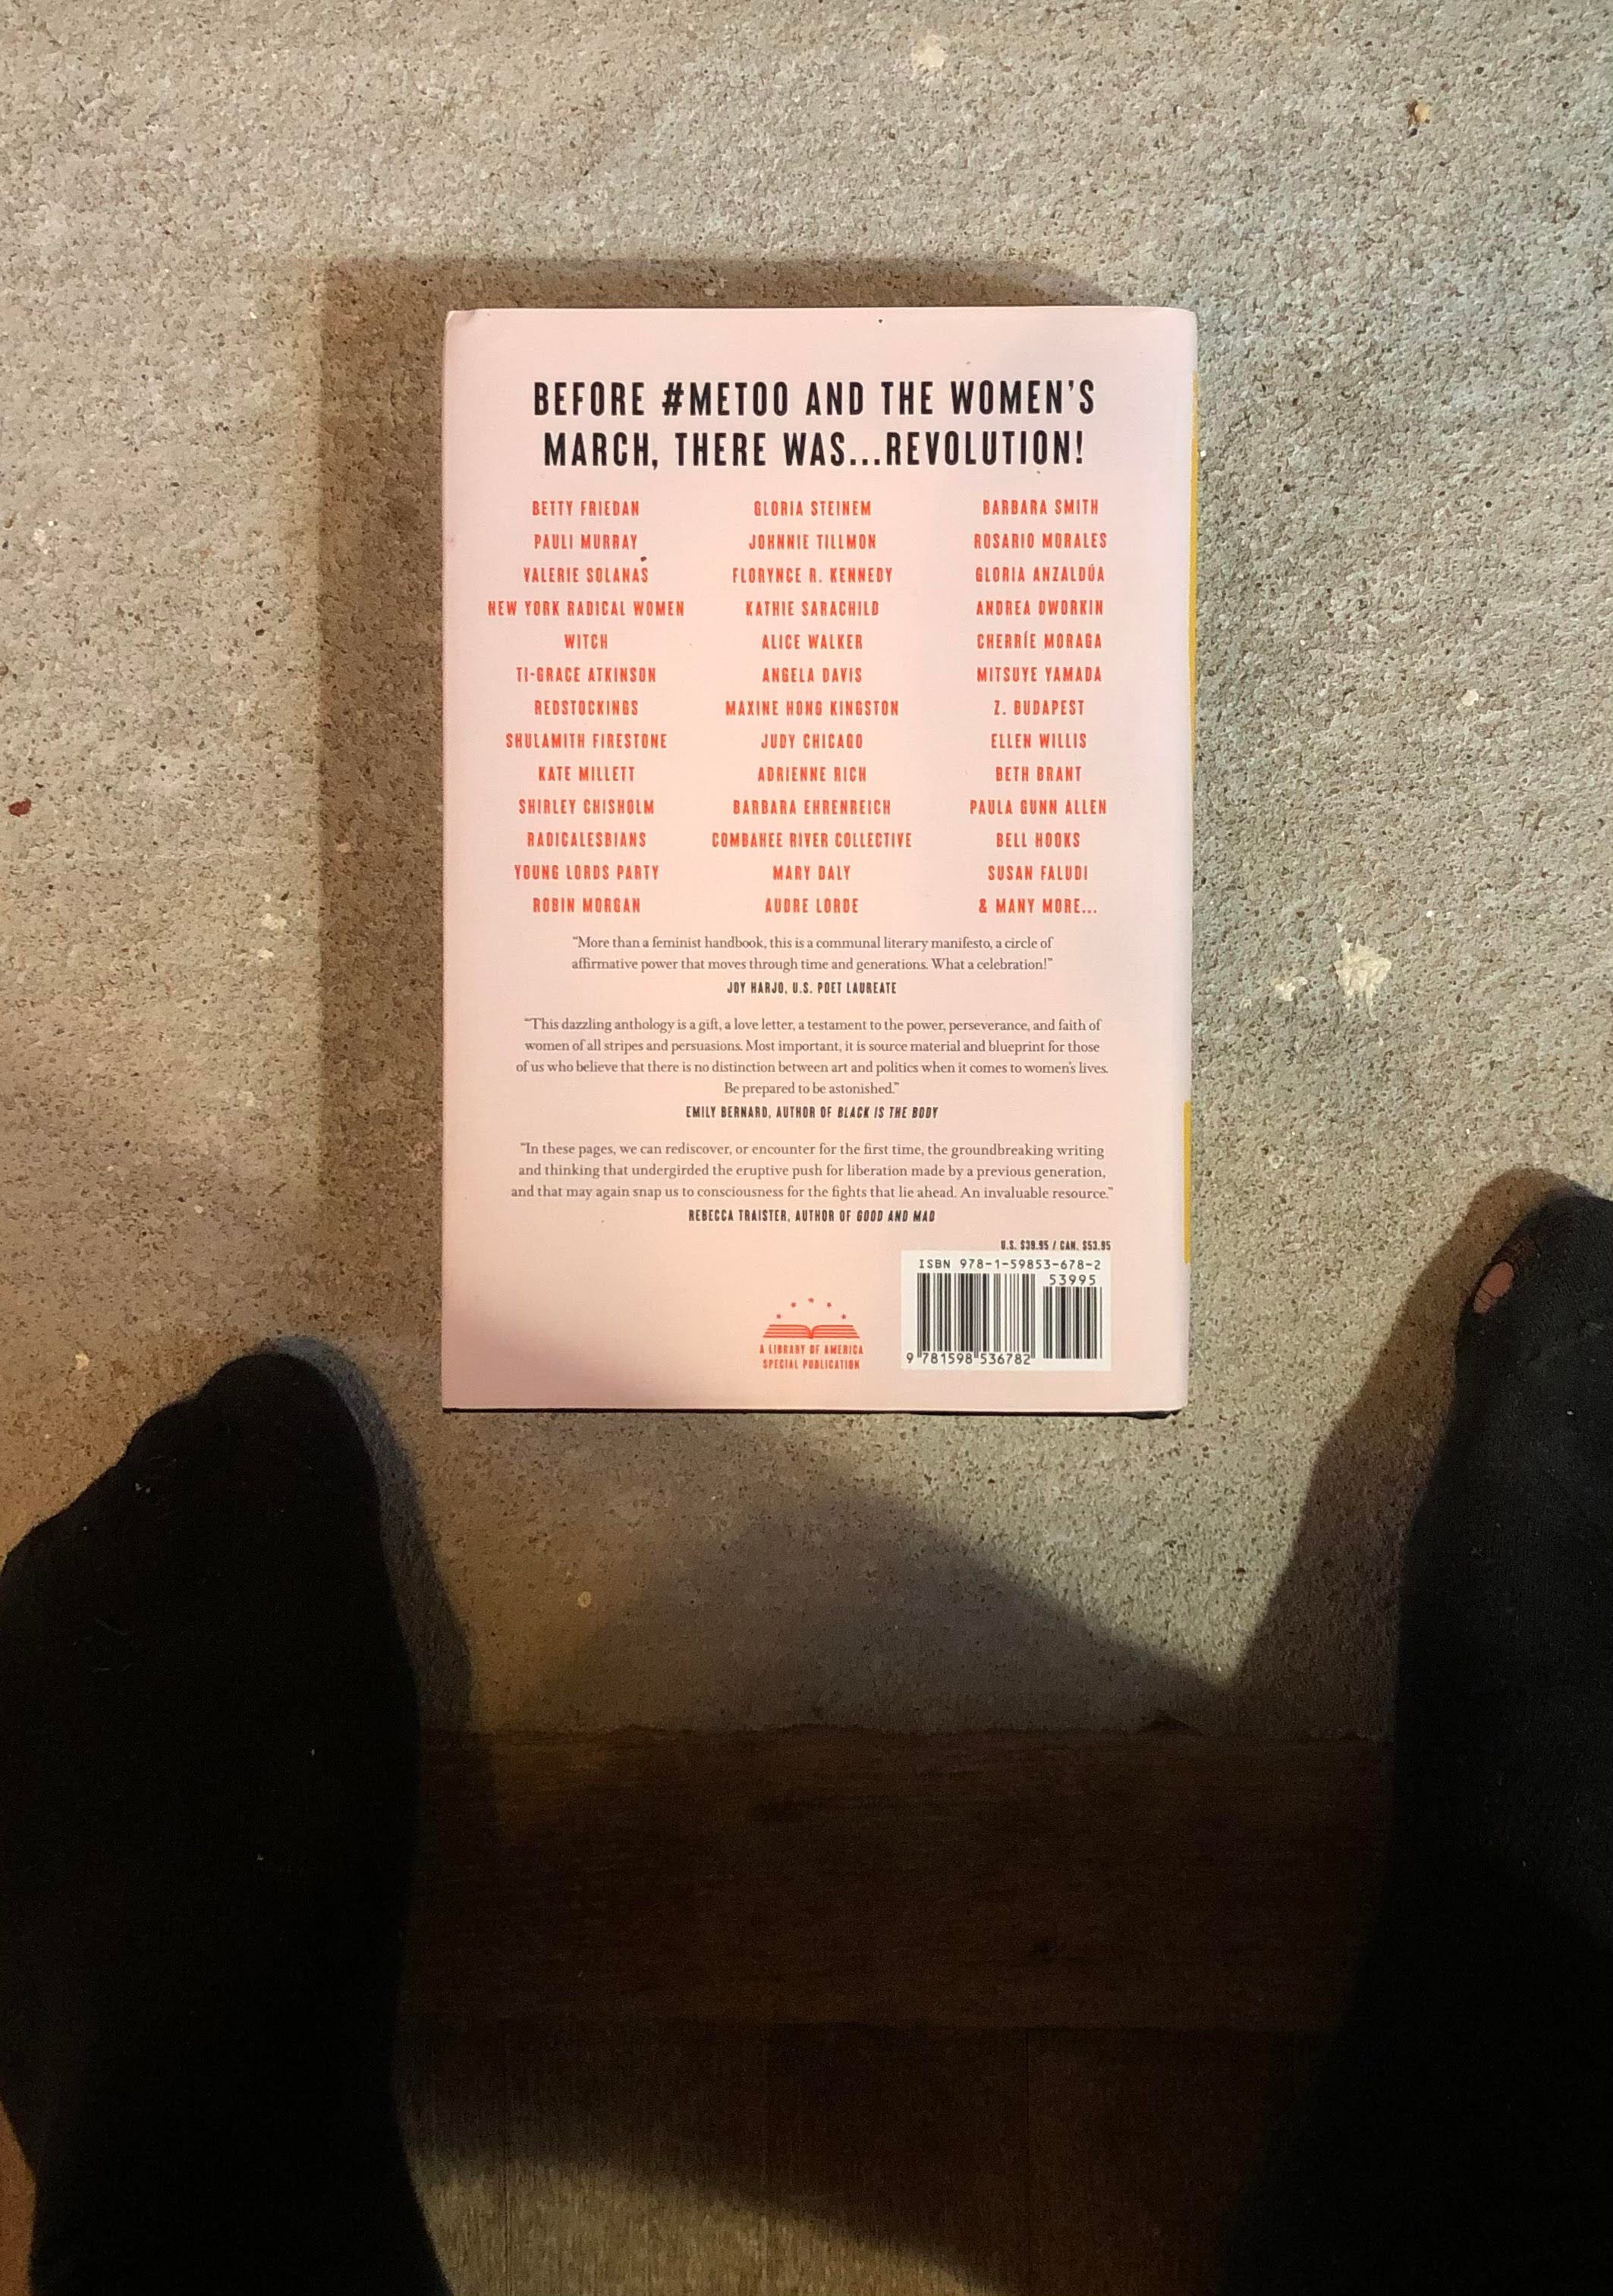 BEFORE #METOO AND THE WOMEN'S
MARCH, THERE WAS...REVOLUTION!
BETTY FRIEDAN
PAULI MURRAY
VALERIE SOLANAS
NEW YORK RADICAL WOMEN
WITCH
TI-GRACE ATKINSON
REDSTOCKINGS
SHULAMITH FIRESTONE
KATE MILLETT
SHIRLEY CHISHOLM
RADICALESBIANS
YOUNG LORDS PARTY
ROBIN MORGAN
GLORIA STEINEM
JOHNNIE TILLMON
FLORYNCE R. KENNEDY
KATHIE SARACHILD
ALICE WALKER
ANGELA DAVIS
MAXINE HONG KINGSTON
JUDY CHICAGO
ADRIENNE RICH
BARBARA EHRENREICH
COMBAHEE RIVER COLLECTIVE
MARY DALY
AUDRE LORDE
BARBARA SMITH
ROSARIO MORALES
GLORIA ANZALDÚA
ANDREA DWORKIN
CHERRÍE MORAGA
MITSUYE YAMADA
Z. BUDAPEST
ELLEN WILLIS
BETH BRANT
PAULA GUNN ALLEN
BELL HOOKS
SUSAN FALUDI
& MANY MORE...
"More than a feminist handbook, this is a communal literary manifesto, a circle of
affirmative power that moves through time and generations. What a celebration!"
JOY HARJO, U.S. POET LAUREATE
"This dazzling anthology is a gift, a love letter, a testament to the power, perseverance, and faith of
women of all stripes and persuasions. Most important, it is source material and blueprint for those
of us who believe that there is no distinction between art and politics when it comes to women's lives.
Be prepared to be astonished."
EMILY BERNARD, AUTHOR OF BLACK IS THE BODY
"In these pages, we can rediscover, or encounter for the first time, the groundbreaking writing
and thinking that undergirded the eruptive push for liberation made by a previous generation,
and that may again snap us to consciousness for the fights that lie ahead. An invaluable resource."
REBECCA TRAISTER, AUTHOR OF GOOD AND MAD
U.S. $39.95 / CAN. $53.95
ISBN 978-1-59853-678-2
53995
9 781598 536782
A LIBRARY OF AMERICA
SPECIAL PUBLICATION